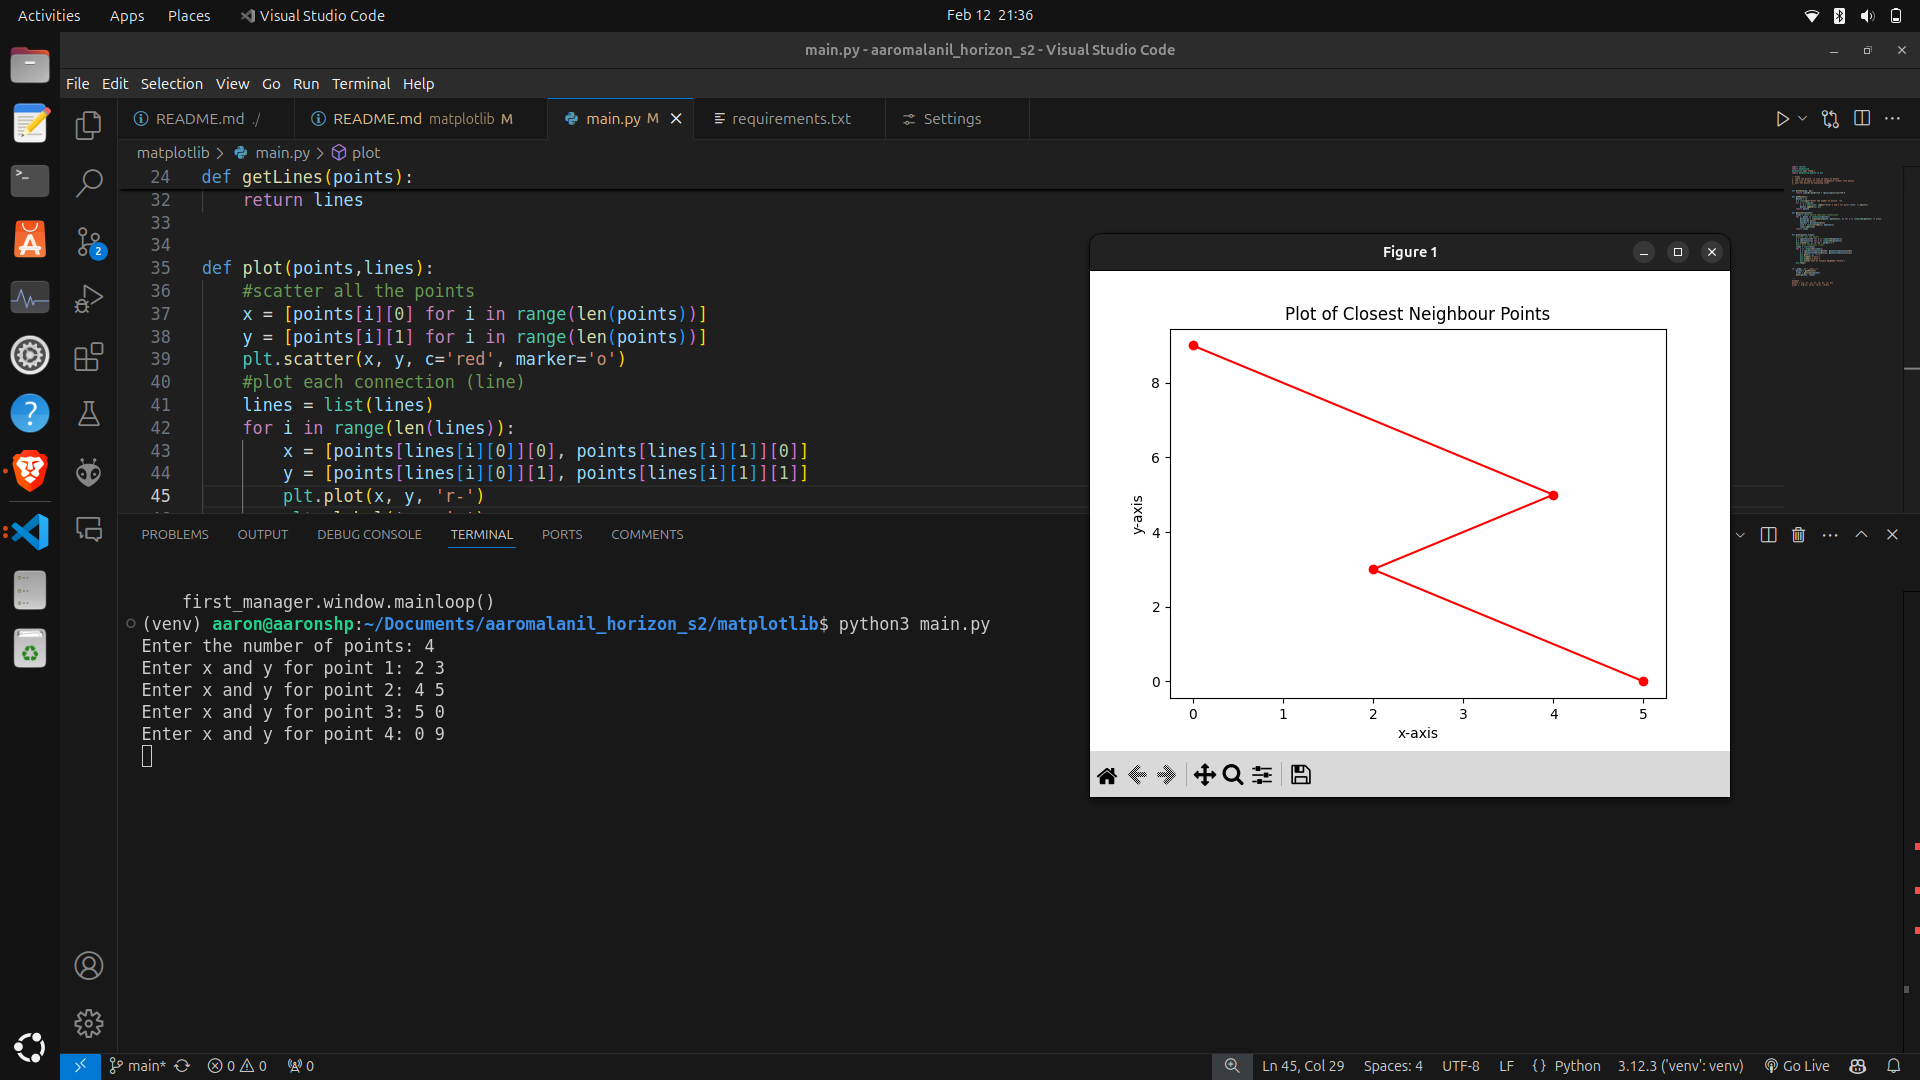 Activities Apps Places Visual Studio Code Feb 12 21:36
main.py - aaromalanil_horizon_s2 - Visual Studio Code
File Edit Selection View Go Run Terminal Help
README.md ./ README.md matplotlib M main.py M requirements.txt Settings
matplotlib > main.py > plot
24 def getLines(points):
32 return lines
33
34
35 def plot(points,lines):
36 #scatter all the points
37 x = [points[i][0] for i in range(len(points))]
38 y = [points[i][1] for i in range(len(points))]
39 plt.scatter(x, y, c='red', marker='o')
40 #plot each connection (line)
41 lines = list(lines)
42 for i in range(len(lines)):
43 x = [points[lines[i][0]][0], points[lines[i][1]][0]]
44 y = [points[lines[i][0]][1], points[lines[i][1]][1]]
45 plt.plot(x, y, 'r-')
2
PROBLEMS OUTPUT DEBUG CONSOLE TERMINAL PORTS COMMENTS
first_manager.window.mainloop()
(venv) aaron@aaronshp:~/Documents/aaromalanil_horizon_s2/matplotlib$ python3 main.py
Enter the number of points: 4
Enter x and y for point 1: 2 3
Enter x and y for point 2: 4 5
Enter x and y for point 3: 5 0
Enter x and y for point 4: 0 9
Figure 1
Plot of Closest Neighbour Points
8
6
4
2
0
y-axis
0 1 2 3 4 5
x-axis
main* 0 0 0 Ln 45, Col 29 Spaces: 4 UTF-8 LF {} Python 3.12.3 ('venv': venv) Go Live